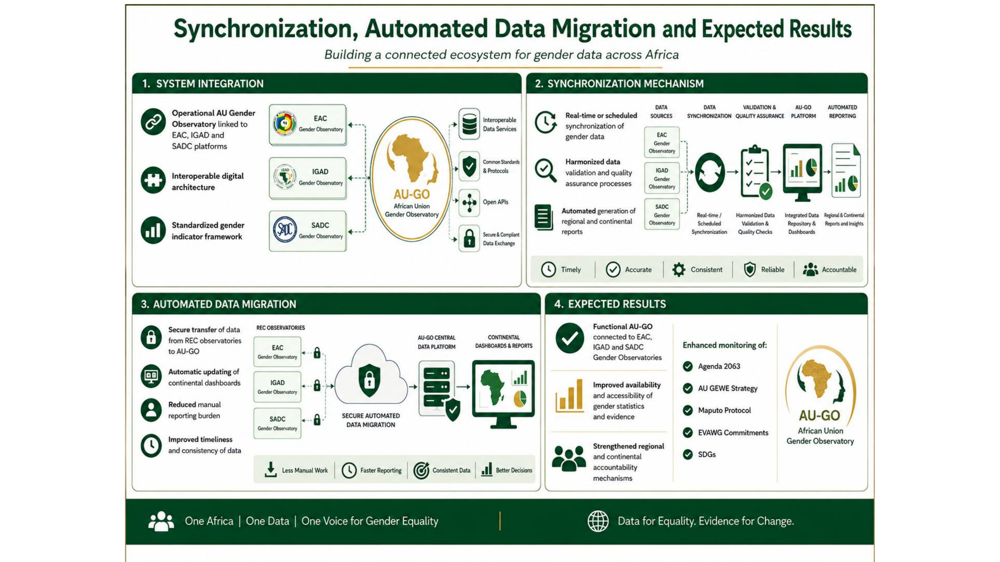 Synchronization, Automated Data Migration and Expected Results
Building a connected ecosystem for gender data across Africa
1. SYSTEM INTEGRATION
Operational AU Gender
Observatory linked to
EAC, IGAD and
SADC platforms
Interoperable digital
architecture
Standardized gender
indicator framework
EAC
Gender Observatory
IGAD
IGAD
Gender Observatory
SADC
SADC
Gender Observatory
AU-GO
African Union
Gender Observatory
Interoperable
Data Services
Common Standards
& Protocols
Open APIs
Secure & Compliant
Data Exchange
2. SYNCHRONIZATION MECHANISM
Real-time or scheduled
synchronization of
gender data
Harmonized data
validation and quality
assurance processes
Automated generation of
regional and continental
reports
DATA
SOURCES
DATA
SYNCHRONIZATION
VALIDATION &
QUALITY ASSURANCE
AU-GO
PLATFORM
AUTOMATED
REPORTING
EAC
Gender
Observatory
IGAD
Gender
Observatory
SADC
Gender
Observatory
Real-time /
Scheduled
Synchronization
Harmonized Data
Validation &
Quality Checks
Integrated Data
Repository &
Dashboards
Regional & Continental
Reports and Insights
Timely
Accurate
Consistent
Reliable
Accountable
3. AUTOMATED DATA MIGRATION
Secure transfer of data
from REC observatories
to AU-GO
Automatic updating of
continental dashboards
Reduced manual
reporting burden
Improved timeliness
and consistency of data
REC OBSERVATORIES
EAC
Gender Observatory
IGAD
Gender Observatory
SADC
Gender Observatory
SECURE AUTOMATED
DATA MIGRATION
AU-GO CENTRAL
DATA PLATFORM
CONTINENTAL
DASHBOARDS & REPORTS
Less Manual Work
Faster Reporting
Consistent Data
Better Decisions
4. EXPECTED RESULTS
Functional AU-GO
connected to EAC,
IGAD and SADC
Gender Observatories
Improved availability
and accessibility of
gender statistics
and evidence
Strengthened regional
and continental
accountability
mechanisms
Enhanced monitoring of:
Agenda 2063
AU GEWE Strategy
Maputo Protocol
EVAWG Commitments
SDGs
AU-GO
African Union
Gender Observatory
One Africa | One Data | One Voice for Gender Equality
Data for Equality. Evidence for Change.